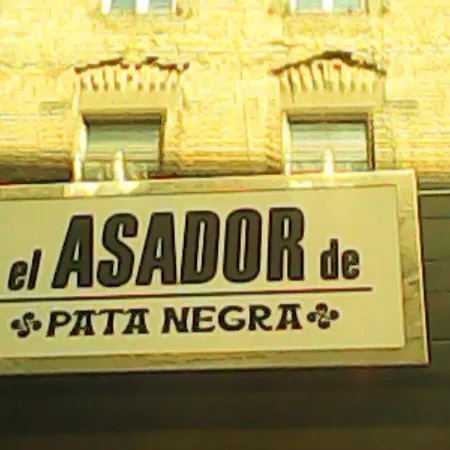 el ASADOR de
PATA NEGRA